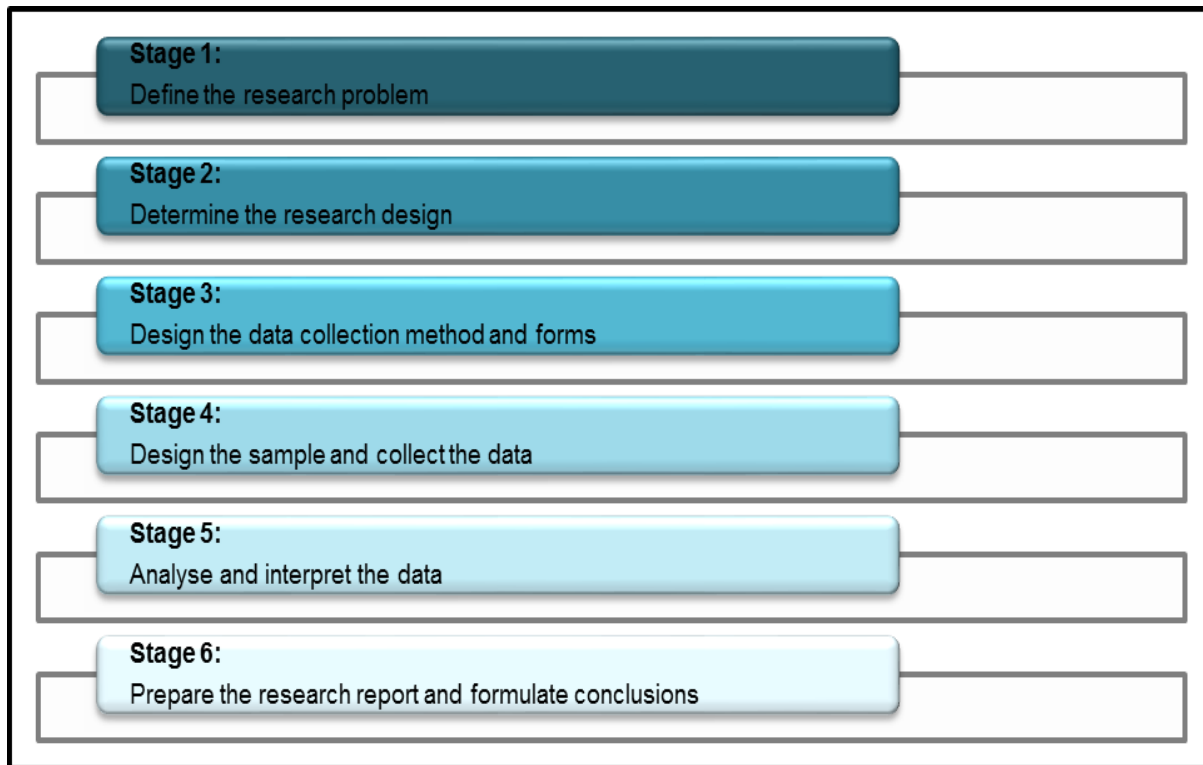 Stage 1:
Define the research problem
Stage 2:
Determine the research design
Stage 3:
Design the data collection method and forms
Stage 4:
Design the sample and collect the data
Stage 5:
Analyse and interpret the data
Stage 6:
Prepare the research report and formulate conclusions